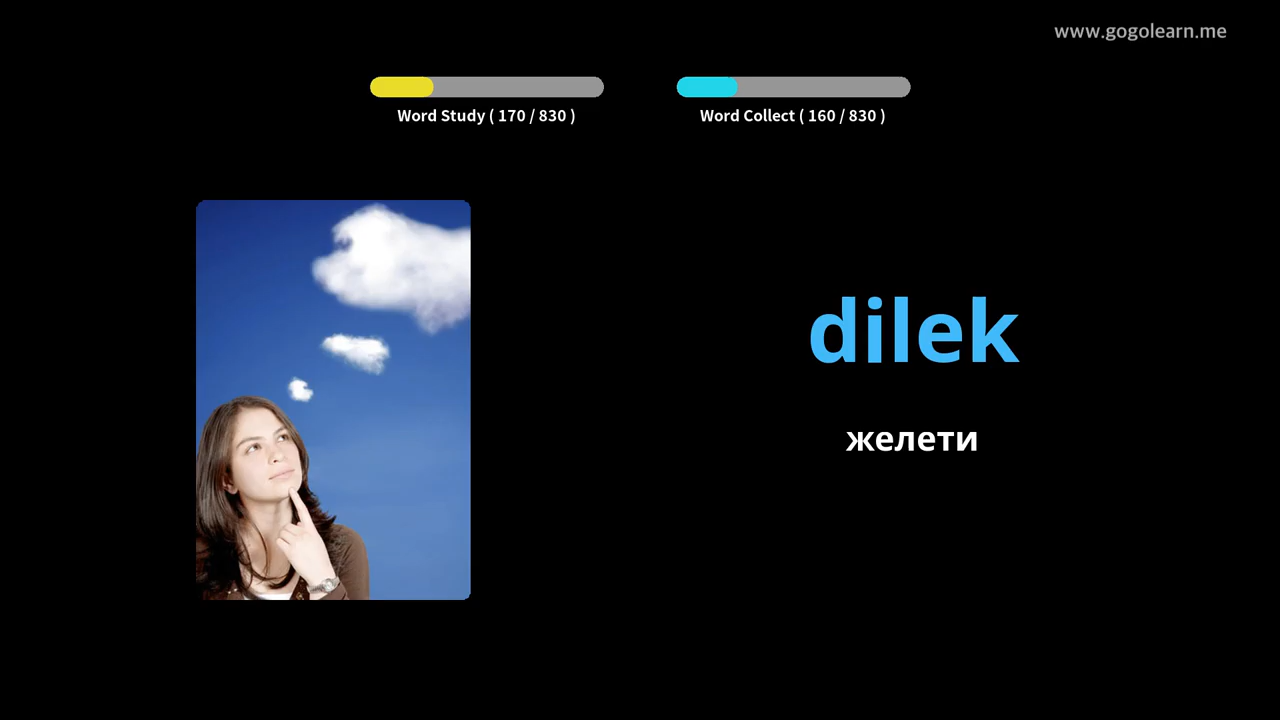 www.gogolearn.me
Word Study ( 170 / 830 )
Word Collect ( 160 / 830 )
dilek
желети